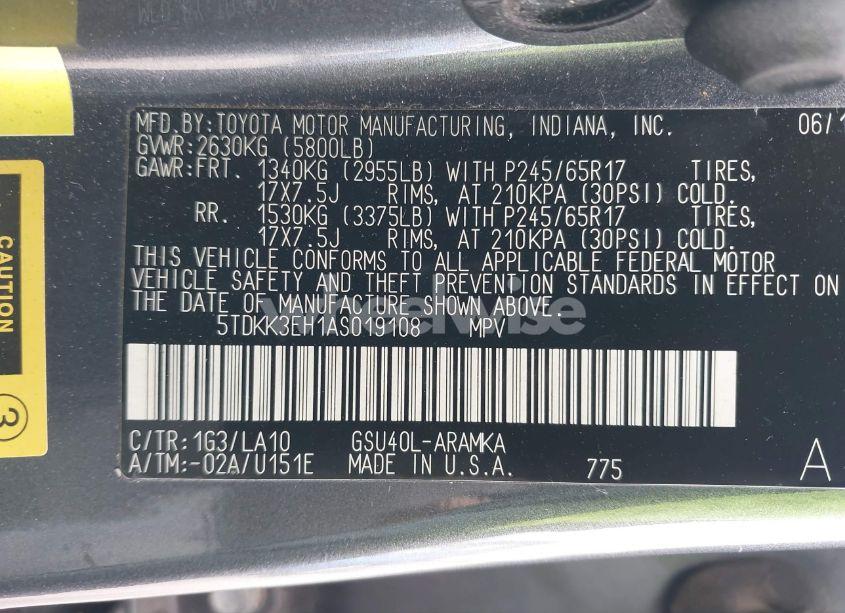 MFD.BY:TOYOTA MOTOR MANUFACTURING, INDIANA, INC. 06/1
GVWR:2630KG (5800LB)
GAWR:FRT. 1340KG (2955LB) WITH P245/65R17 TIRES,
17X7.5J RIMS, AT 210KPA (30PSI) COLD.
RR. 1530KG (3375LB) WITH P245/65R17 TIRES,
17X7.5J RIMS, AT 210KPA (30PSI) COLD.
THIS VEHICLE CONFORMS TO ALL APPLICABLE FEDERAL MOTOR
VEHICLE SAFETY AND THEFT PREVENTION STANDARDS IN EFFECT ON
THE DATE OF MANUFACTURE SHOWN ABOVE.
5TDKK3EH1AS019108 MPV
C/TR:1G3/LA10 GSU40L-ARAMKA
A/TM:-02A/U151E MADE IN U.S.A. 775 A
CAUTION
3
wheelwise